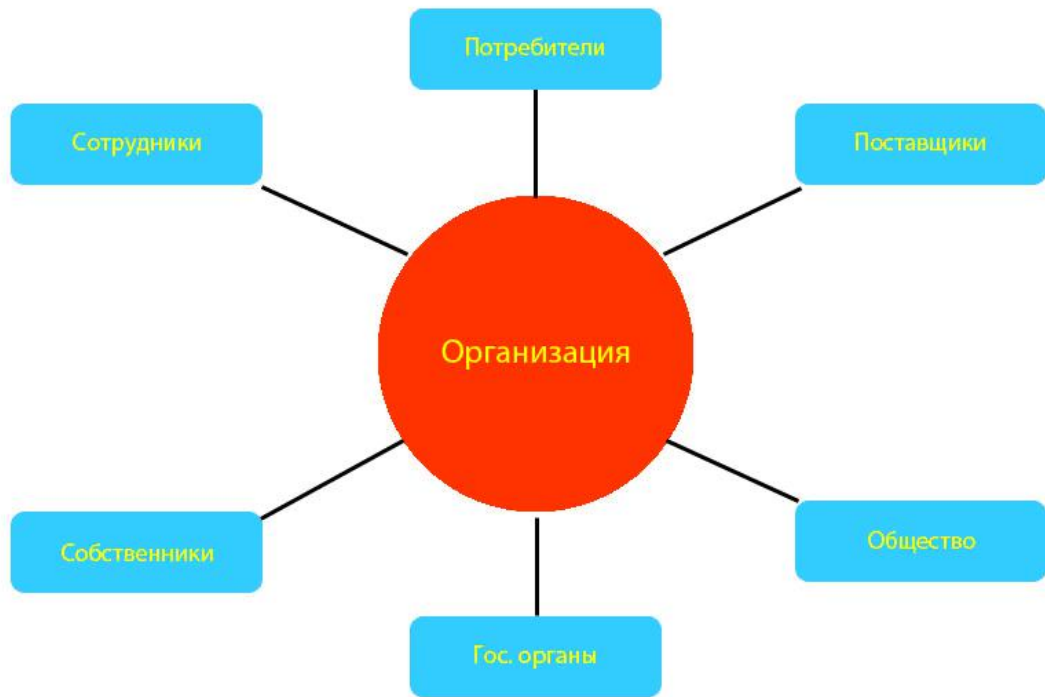 Потребители
Сотрудники
Поставщики
Организация
Собственники
Общество
Гос. органы